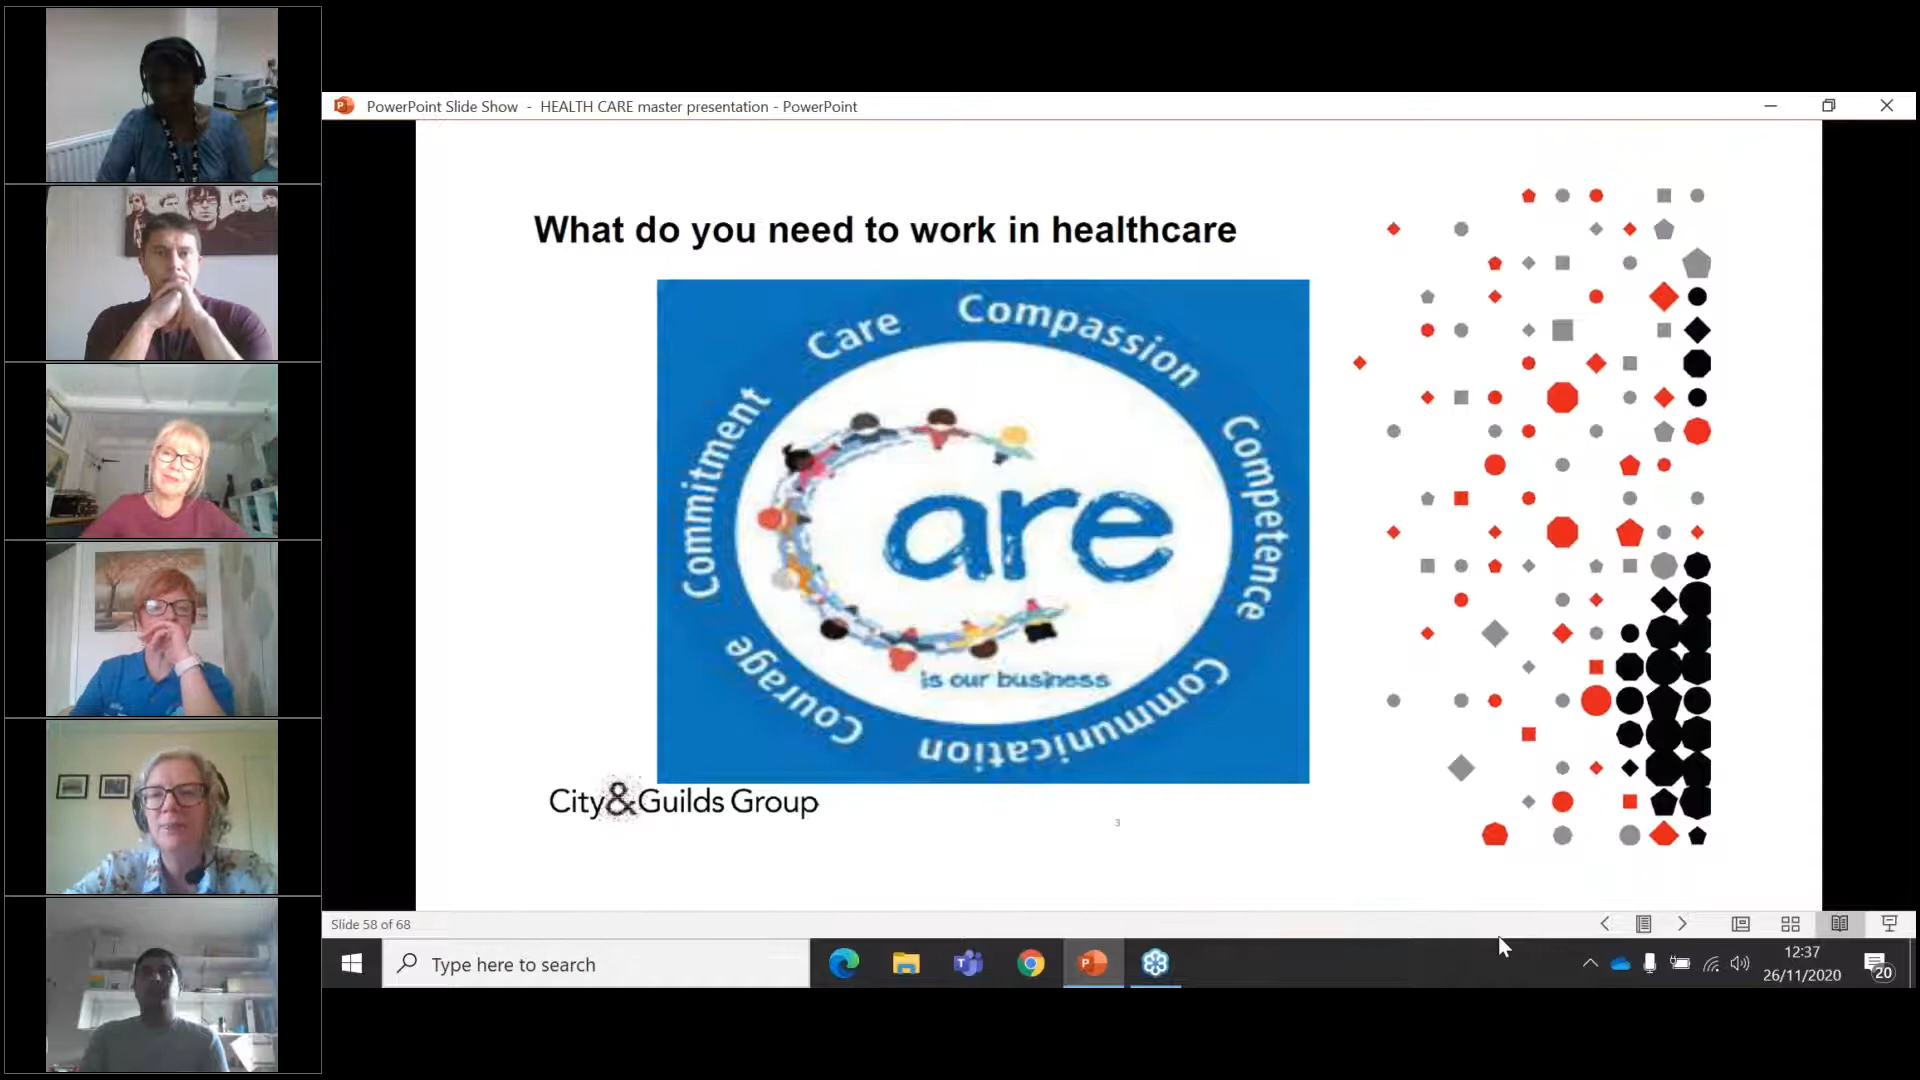 PowerPoint Slide Show - HEALTH CARE master presentation - PowerPoint
What do you need to work in healthcare
Care
Compassion
Competence
Communication
Courage
Commitment
Care
is our business
City&Guilds Group
3
Slide 58 of 68
Type here to search
12:37
26/11/2020
20